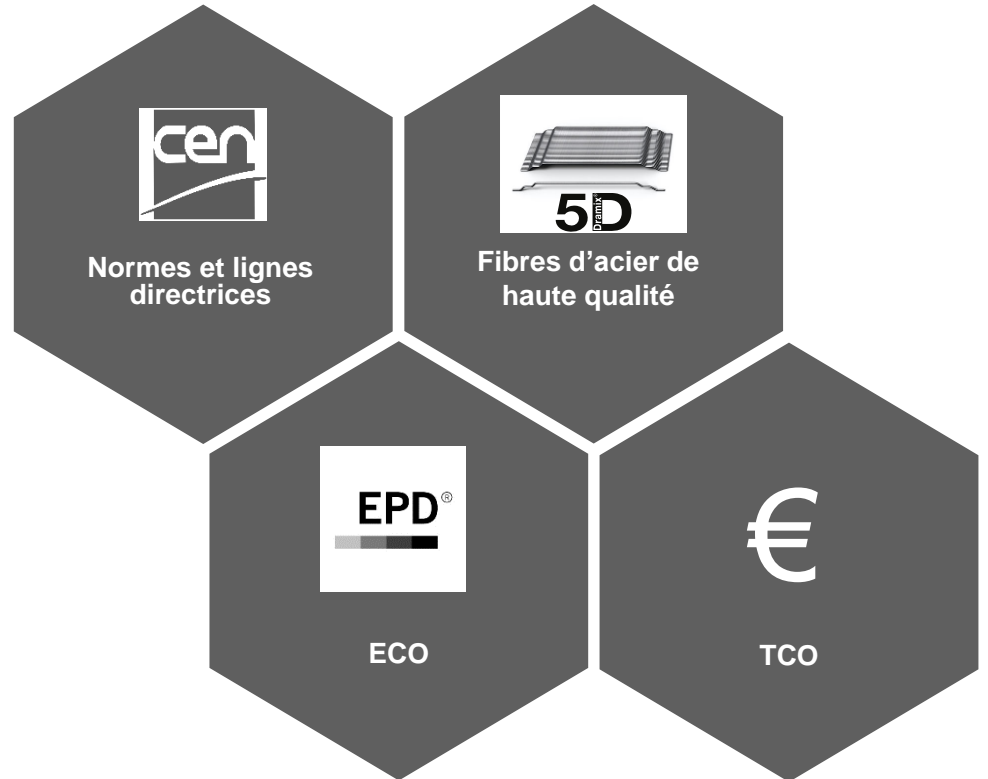 cen
Normes et lignes
directrices
5D
Dramix®
Fibres d’acier de
haute qualité
EPD®
ECO
€
TCO